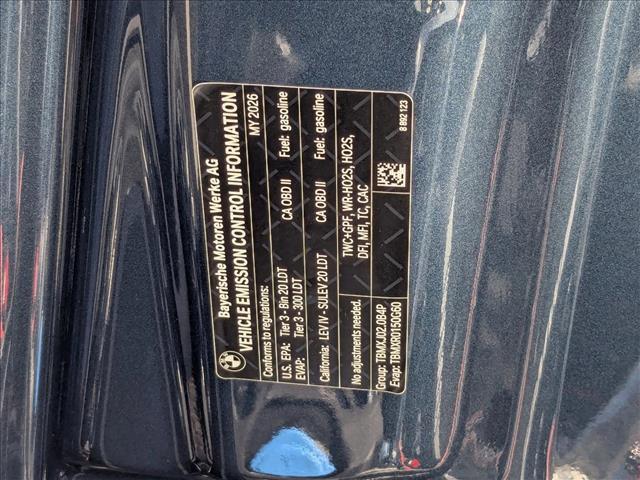 Bayerische Motoren Werke AG
VEHICLE EMISSION CONTROL INFORMATION
Conforms to regulations: MY 2026
U.S. EPA: Tier 3 - Bin 20 LDT CA OBD II Fuel: gasoline
EVAP: Tier 3 - 300 LDT
California: LEV IV - SULEV 20 LDT CA OBD II Fuel: gasoline
No adjustments needed. TWC+GPF, WR-HO2S, HO2S,
DFI, MFI, TC, CAC
Group: TBMXJ02.0B4P
Evap: TBMXR0150G60
8 892 123